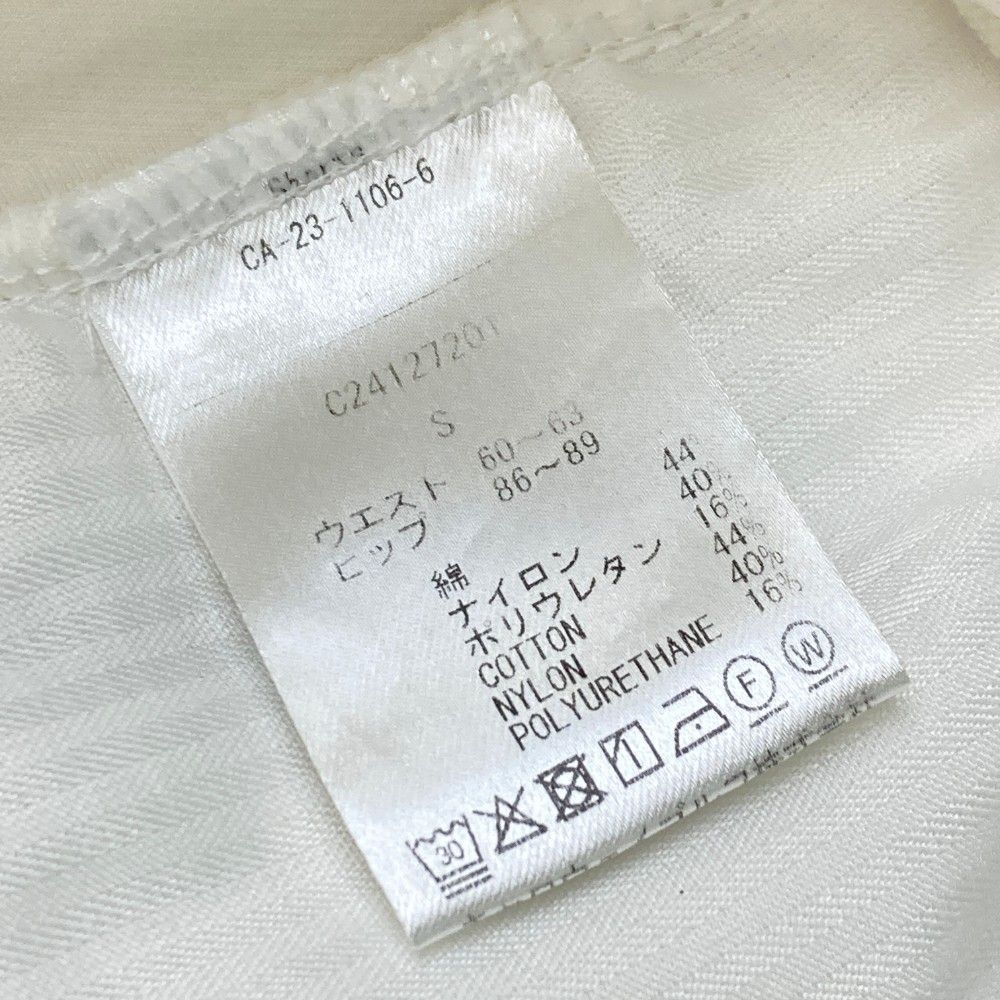 CA-23-1106-6
C24127201
S
ウエスト 60～63
ヒップ 86～89
綿 44
ナイロン 40%
ポリウレタン 16%
COTTON 44%
NYLON 40%
POLYURETHANE 16%
30 1 F W